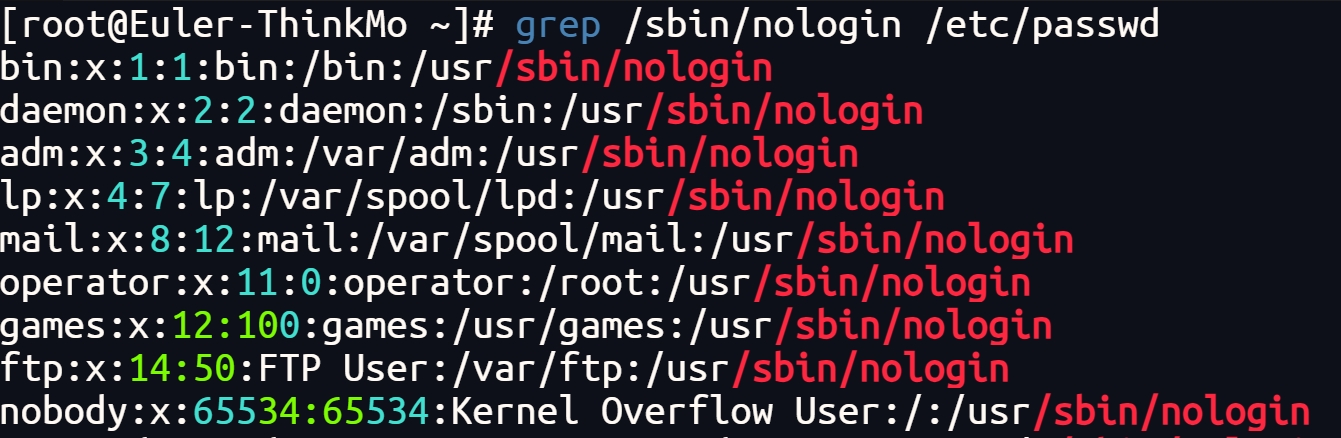 [root@Euler-ThinkMo ~]# grep /sbin/nologin /etc/passwd
bin:x:1:1:bin:/bin:/usr/sbin/nologin
daemon:x:2:2:daemon:/sbin:/usr/sbin/nologin
adm:x:3:4:adm:/var/adm:/usr/sbin/nologin
lp:x:4:7:lp:/var/spool/lpd:/usr/sbin/nologin
mail:x:8:12:mail:/var/spool/mail:/usr/sbin/nologin
operator:x:11:0:operator:/root:/usr/sbin/nologin
games:x:12:100:games:/usr/games:/usr/sbin/nologin
ftp:x:14:50:FTP User:/var/ftp:/usr/sbin/nologin
nobody:x:65534:65534:Kernel Overflow User:/:/usr/sbin/nologin